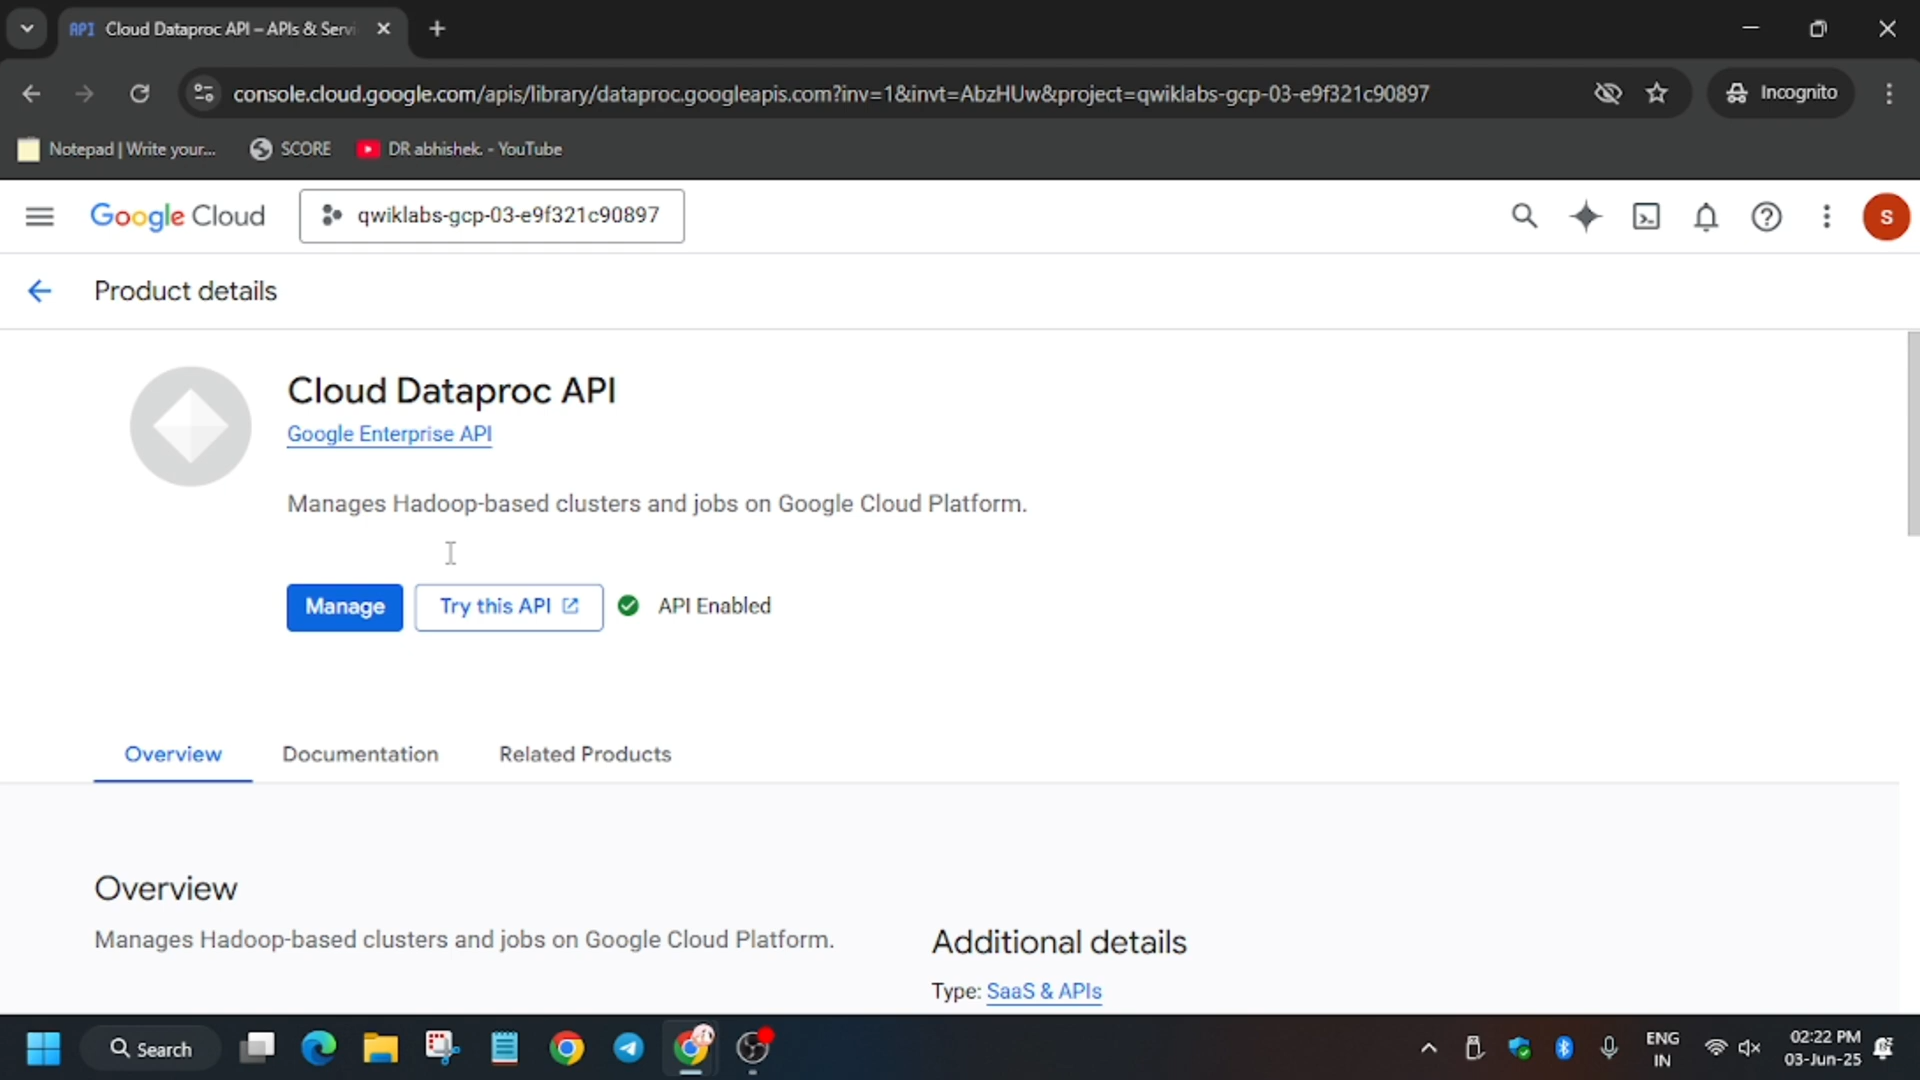 API Cloud Dataproc API – APIs & Servi
console.cloud.google.com/apis/library/dataproc.googleapis.com?inv=1&invt=AbzHUw&project=qwiklabs-gcp-03-e9f321c90897
Incognito
Notepad | Write your...
SCORE
DR abhishek. - YouTube
Google Cloud
qwiklabs-gcp-03-e9f321c90897
S
Product details
Cloud Dataproc API
Google Enterprise API
Manages Hadoop-based clusters and jobs on Google Cloud Platform.
Manage
Try this API
API Enabled
Overview
Documentation
Related Products
Overview
Manages Hadoop-based clusters and jobs on Google Cloud Platform.
Additional details
Type: SaaS & APIs
Search
ENG
IN
02:22 PM
03-Jun-25